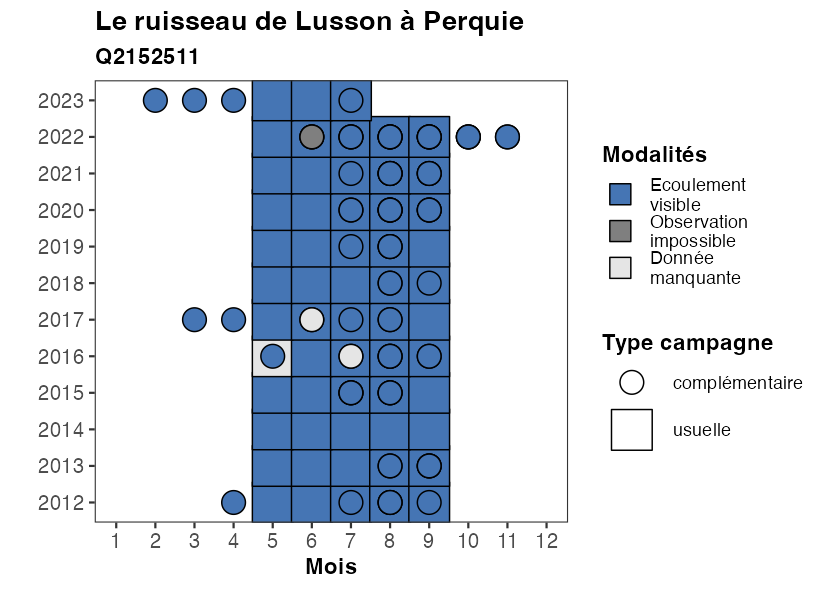 Le ruisseau de Lusson à Perquie
Q2152511
2023
2022
2021
2020
2019
2018
2017
2016
2015
2014
2013
2012
1 2 3 4 5 6 7 8 9 10 11 12
Mois
Modalités
Ecoulement
visible
Observation
impossible
Donnée
manquante
Type campagne
complémentaire
usuelle